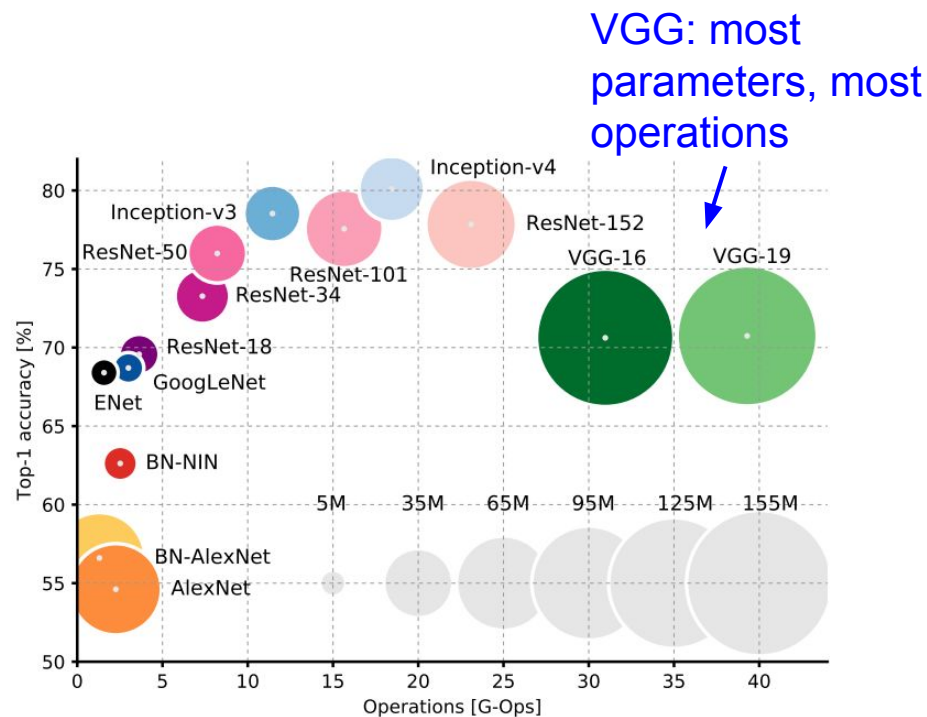 VGG: most
parameters, most
operations
Inception-v4
Inception-v3
ResNet-152
ResNet-50
VGG-16
VGG-19
ResNet-101
ResNet-34
ResNet-18
GoogLeNet
ENet
BN-NIN
5M 35M 65M 95M 125M 155M
BN-AlexNet
AlexNet
Top-1 accuracy [%]
80
75
70
65
60
55
50
0 5 10 15 20 25 30 35 40
Operations [G-Ops]